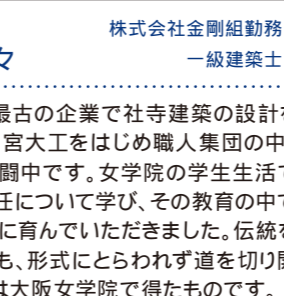 株式会社金剛組勤務
々 一級建築士
最古の企業で社寺建築の設計を
宮大工をはじめ職人集団の中
闘中です。女学院の学生生活で
任について学び、その教育の中で
に育んでいただきました。伝統を
も、形式にとらわれず道を切り開
は大阪女学院で得たものです。